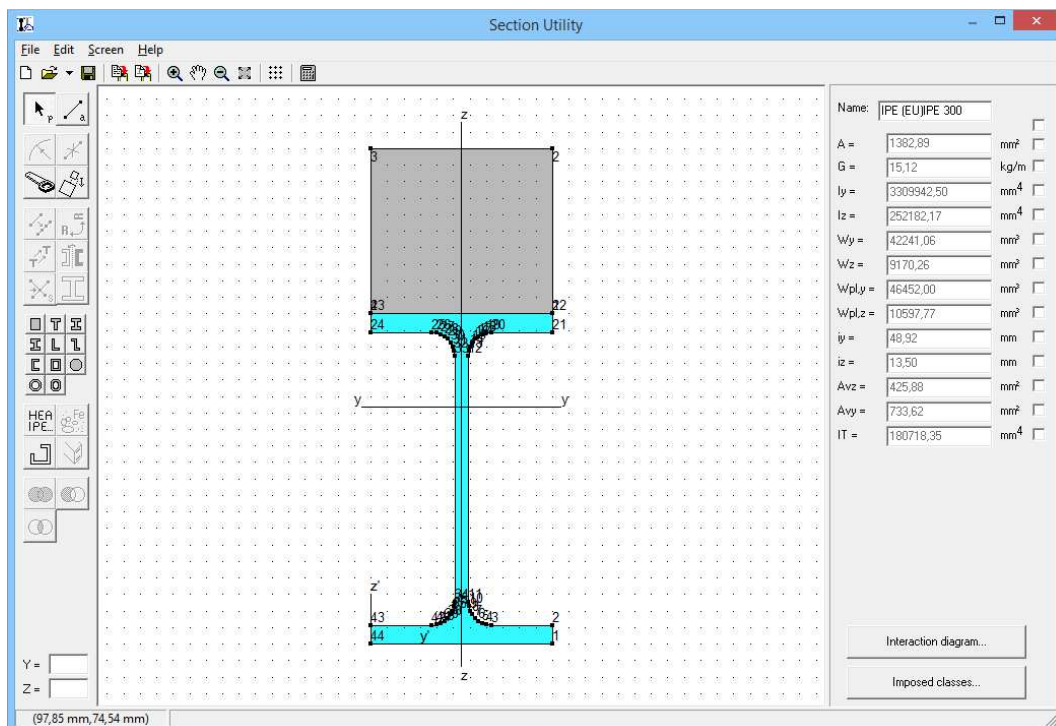 Section Utility
File Edit Screen Help
Name: IPE (EU)IPE 300
A = 1382,89 mm²
G = 15,12 kg/m
Iy = 3309942,50 mm⁴
Iz = 252182,17 mm⁴
Wy = 42241,06 mm³
Wz = 9170,26 mm³
Wpl,y = 46452,00 mm³
Wpl,z = 10597,77 mm³
iy = 48,92 mm
iz = 13,50 mm
Avz = 425,88 mm²
Avy = 733,62 mm²
IT = 180718,35 mm⁴
z
3 2
24 21
y y
z'
43 3 2
44 y' 1
z
HEA
IPE...
Y =
Z =
Interaction diagram...
Imposed classes...
(97,85 mm,74,54 mm)